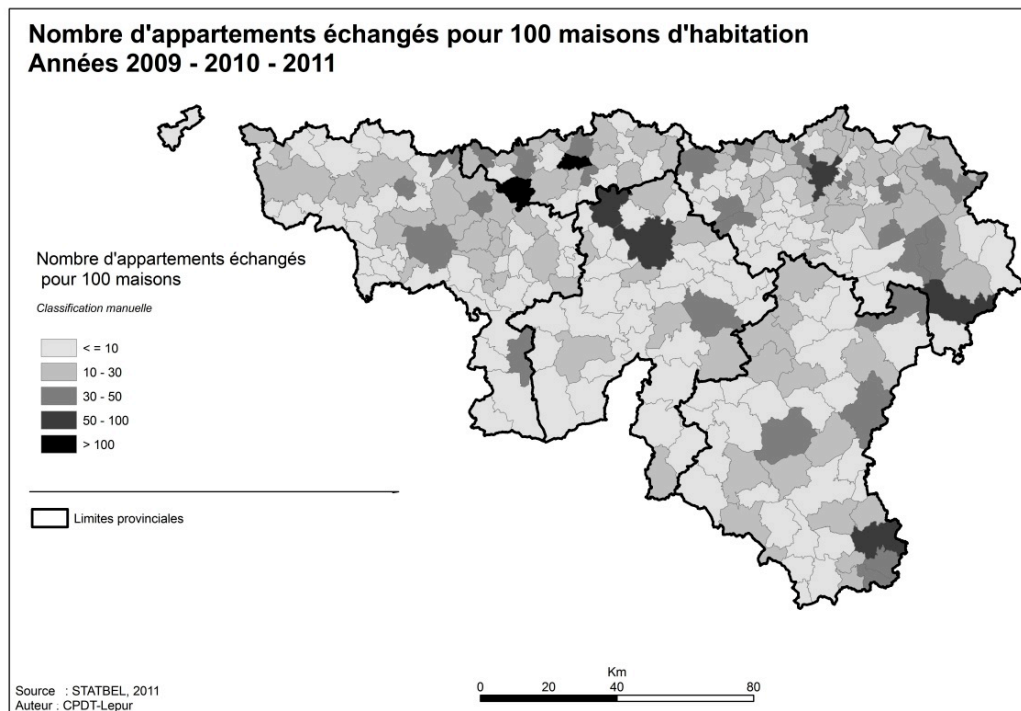 Nombre d'appartements échangés pour 100 maisons d'habitation
Années 2009 - 2010 - 2011
Nombre d'appartements échangés
pour 100 maisons
Classification manuelle
< = 10
10 - 30
30 - 50
50 - 100
> 100
Limites provinciales
Km
0 20 40 80
Source : STATBEL, 2011
Auteur : CPDT-Lepur